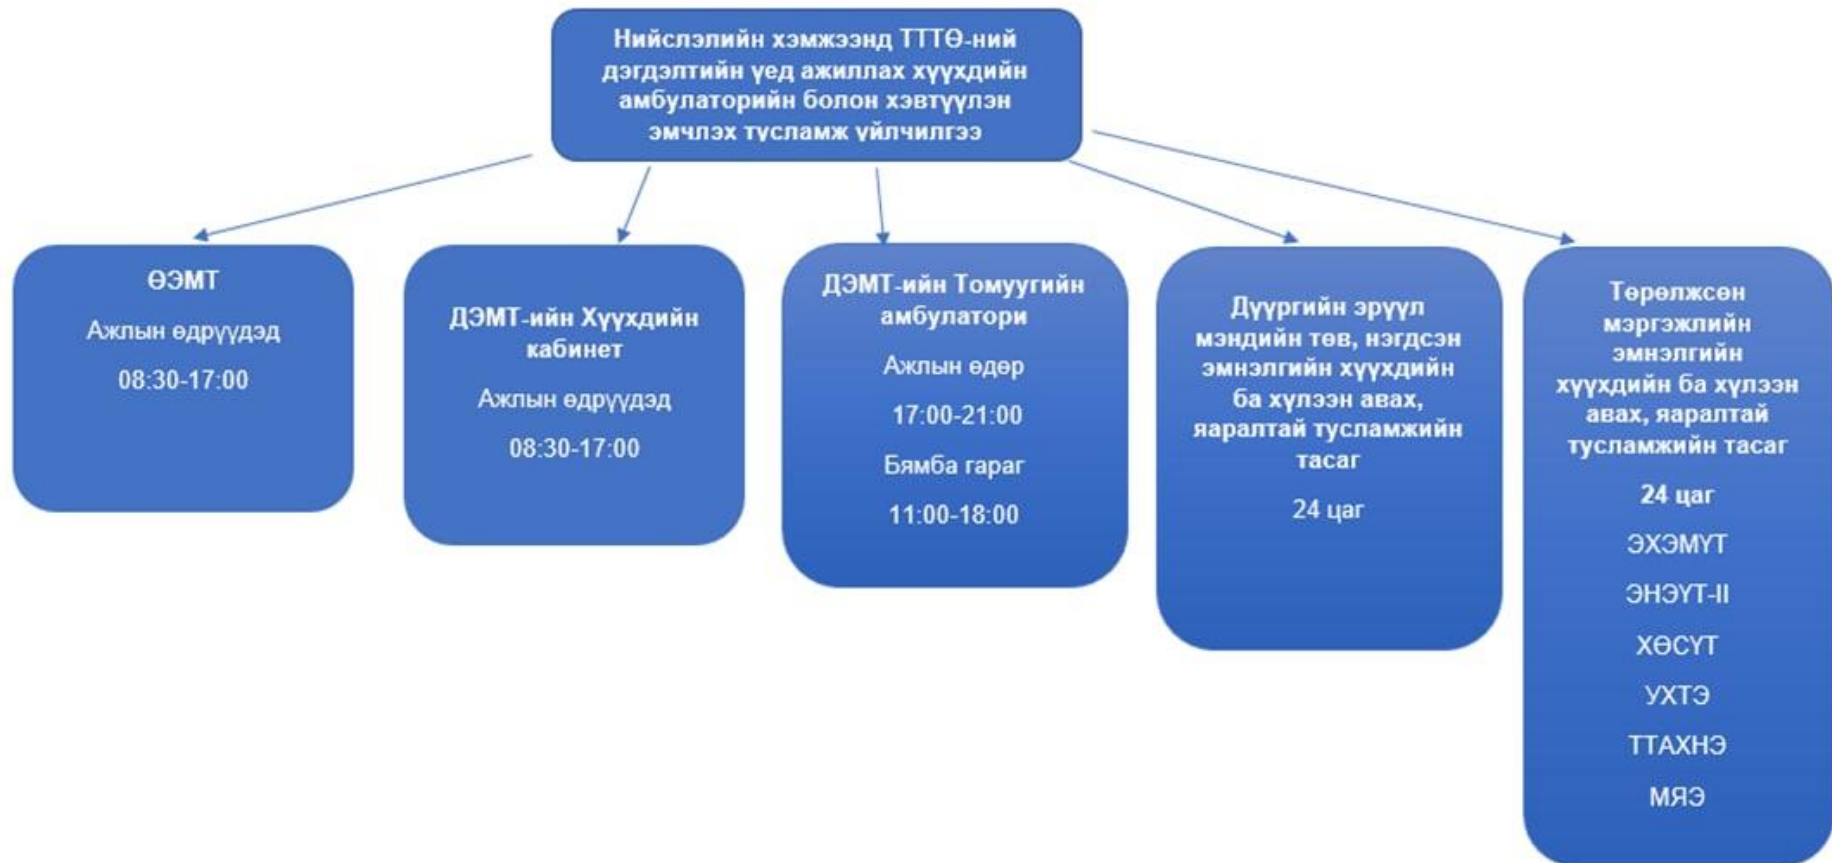 Нийслэлийн хэмжээнд ТТТӨ-ний
дэгдэлтийн үед ажиллах хүүхдийн
амбулаторийн болон хэвтүүлэн
эмчлэх тусламж үйлчилгээ
ӨЭМТ
Ажлын өдрүүдэд
08:30-17:00
ДЭМТ-ийн Хүүхдийн
кабинет
Ажлын өдрүүдэд
08:30-17:00
ДЭМТ-ийн Томуугийн
амбулатори
Ажлын өдөр
17:00-21:00
Бямба гараг
11:00-18:00
Дүүргийн эрүүл
мэндийн төв, нэгдсэн
эмнэлгийн хүүхдийн
ба хүлээн авах,
яаралтай тусламжийн
тасаг
24 цаг
Төрөлжсөн
мэргэжлийн
эмнэлгийн
хүүхдийн ба хүлээн
авах, яаралтай
тусламжийн тасаг
24 цаг
ЭХЭМҮТ
ЭНЭҮТ-II
ХӨСҮТ
УХТЭ
ТТАХНЭ
МЯЭ